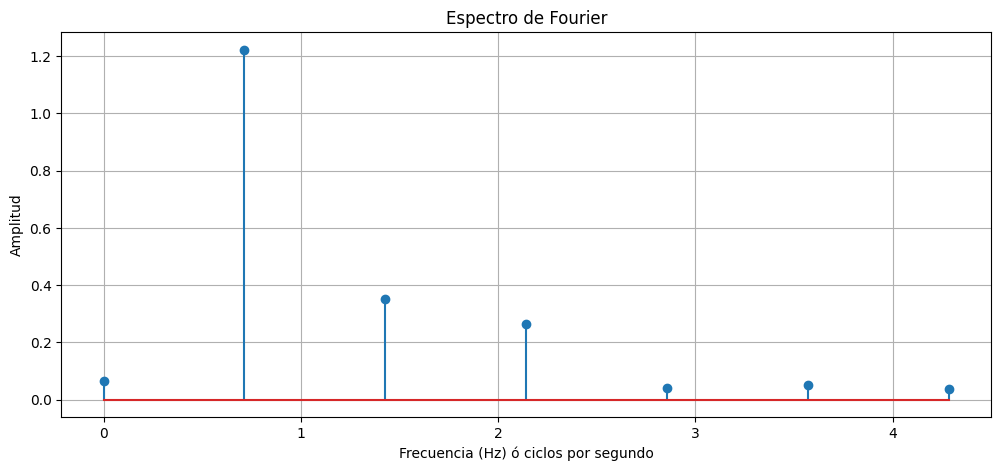 Espectro de Fourier
Amplitud
1.2
1.0
0.8
0.6
0.4
0.2
0.0
0 1 2 3 4
Frecuencia (Hz) ó ciclos por segundo